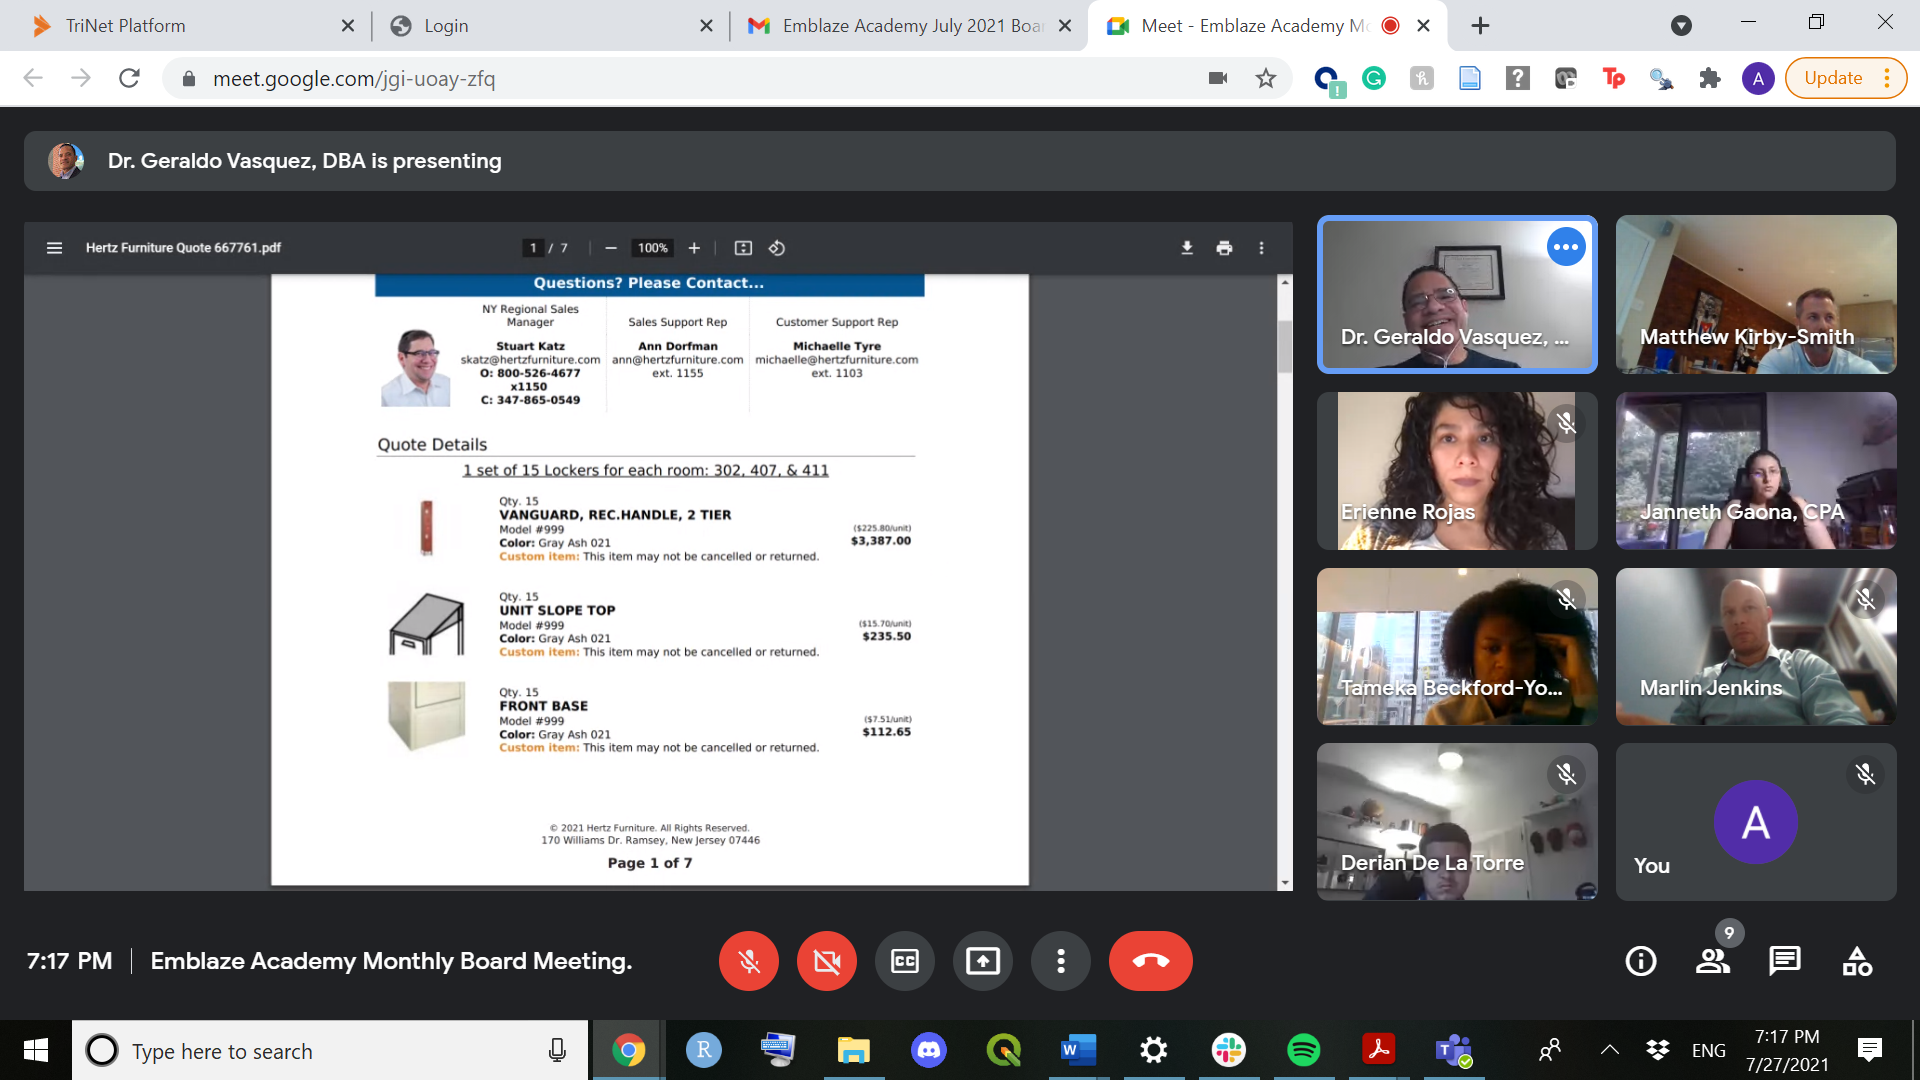 TriNet Platform
Login
Emblaze Academy July 2021 Boar
Meet - Emblaze Academy Mo
meet.google.com/jgi-uoay-zfq
A
Update
Dr. Geraldo Vasquez, DBA is presenting
Hertz Furniture Quote 667761.pdf
1 / 7
100%
Questions? Please Contact...
NY Regional Sales
Manager
Stuart Katz
skatz@hertzfurniture.com
O: 800-526-4677
x1150
C: 347-865-0549
Sales Support Rep
Ann Dorfman
ann@hertzfurniture.com
ext. 1155
Customer Support Rep
Michaelle Tyre
michaelle@hertzfurniture.com
ext. 1103
Quote Details
1 set of 15 Lockers for each room: 302, 407, & 411
Qty. 15
VANGUARD, REC.HANDLE, 2 TIER
Model #999
Color: Gray Ash 021
Custom item: This item may not be cancelled or returned.
($225.80/unit)
$3,387.00
Qty. 15
UNIT SLOPE TOP
Model #999
Color: Gray Ash 021
Custom item: This item may not be cancelled or returned.
($15.70/unit)
$235.50
Qty. 15
FRONT BASE
Model #999
Color: Gray Ash 021
Custom item: This item may not be cancelled or returned.
($7.51/unit)
$112.65
© 2021 Hertz Furniture. All Rights Reserved.
170 Williams Dr. Ramsey, New Jersey 07446
Page 1 of 7
Dr. Geraldo Vasquez, ...
Matthew Kirby-Smith
Erienne Rojas
Janneth Gaona, CPA
Tameka Beckford-Yo...
Marlin Jenkins
Derian De La Torre
A
You
7:17 PM
Emblaze Academy Monthly Board Meeting.
CC
9
Type here to search
ENG
7:17 PM
7/27/2021